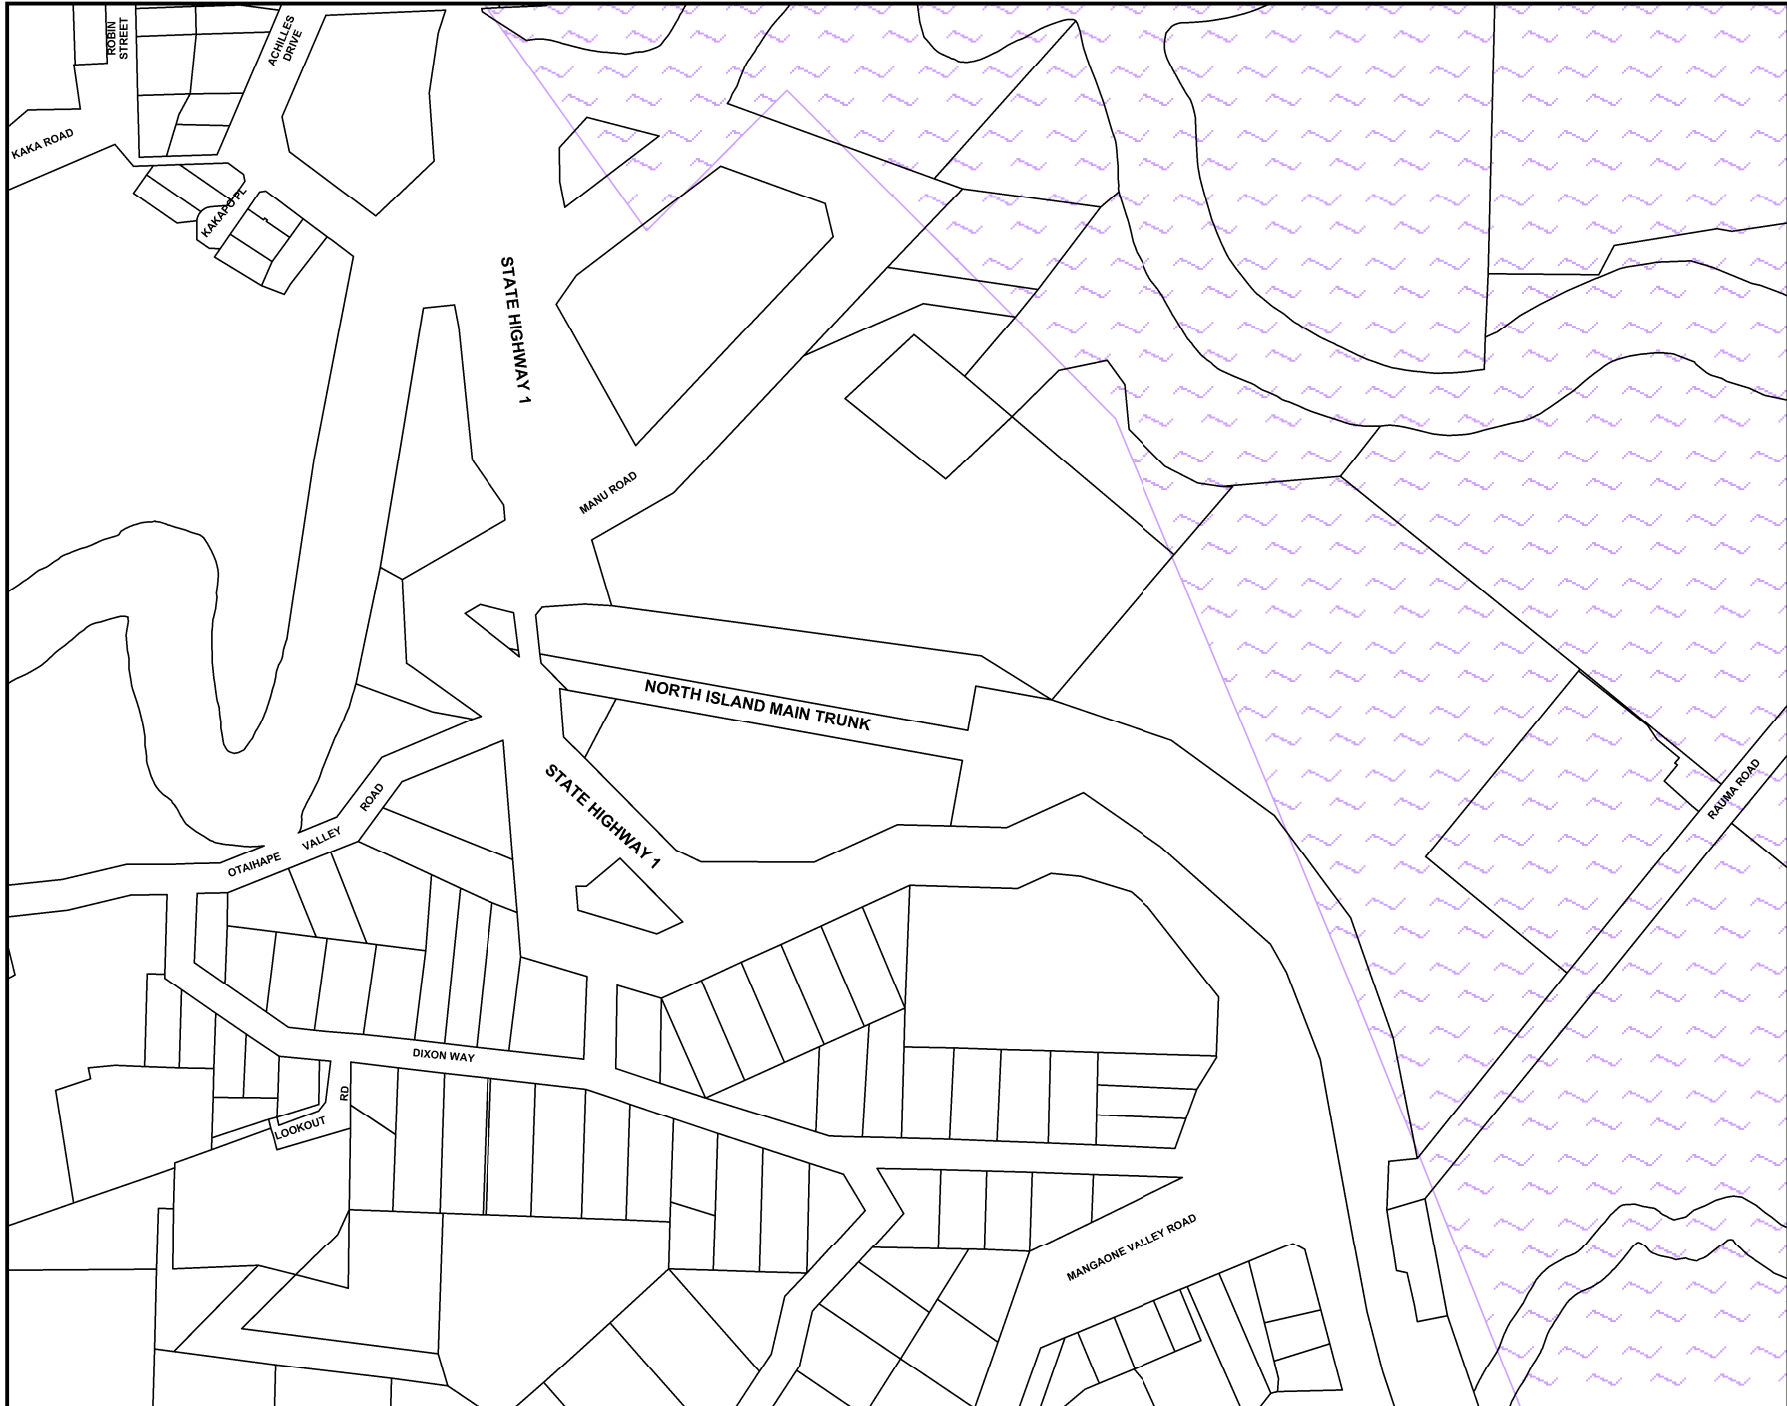 ROBIN
STREET
ACHILLES
DRIVE
KAKA ROAD
KAKAPO PL
STATE HIGHWAY 1
MANU ROAD
NORTH ISLAND MAIN TRUNK
STATE HIGHWAY 1
RAUMA ROAD
OTAIHAPE VALLEY ROAD
DIXON WAY
LOOKOUT RD
MANGAONE VALLEY ROAD